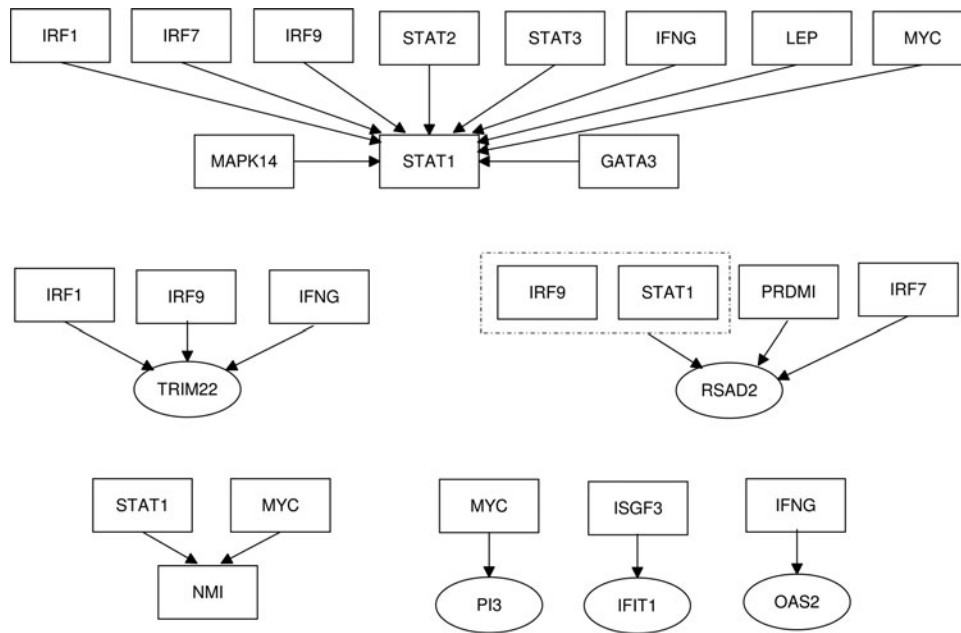 IRF1
IRF7
IRF9
STAT2
STAT3
IFNG
LEP
MYC
MAPK14
STAT1
GATA3
IRF1
IRF9
IFNG
IRF9
STAT1
PRDMI
IRF7
TRIM22
RSAD2
STAT1
MYC
MYC
ISGF3
IFNG
NMI
PI3
IFIT1
OAS2